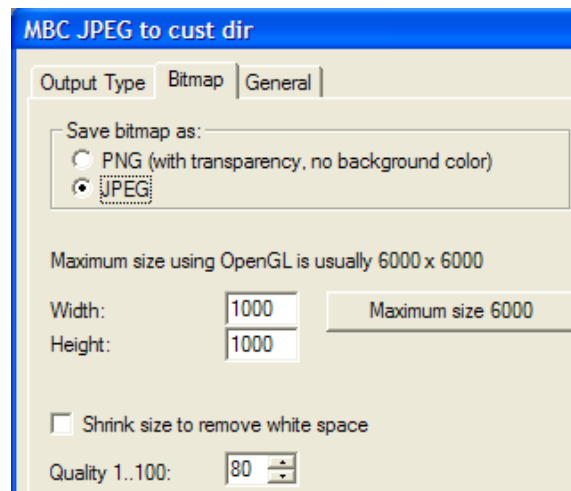 MBC JPEG to cust dir
Output Type Bitmap General
Save bitmap as:
PNG (with transparency, no background color)
JPEG
Maximum size using OpenGL is usually 6000 x 6000
Width: 1000 Maximum size 6000
Height: 1000
Shrink size to remove white space
Quality 1..100: 80